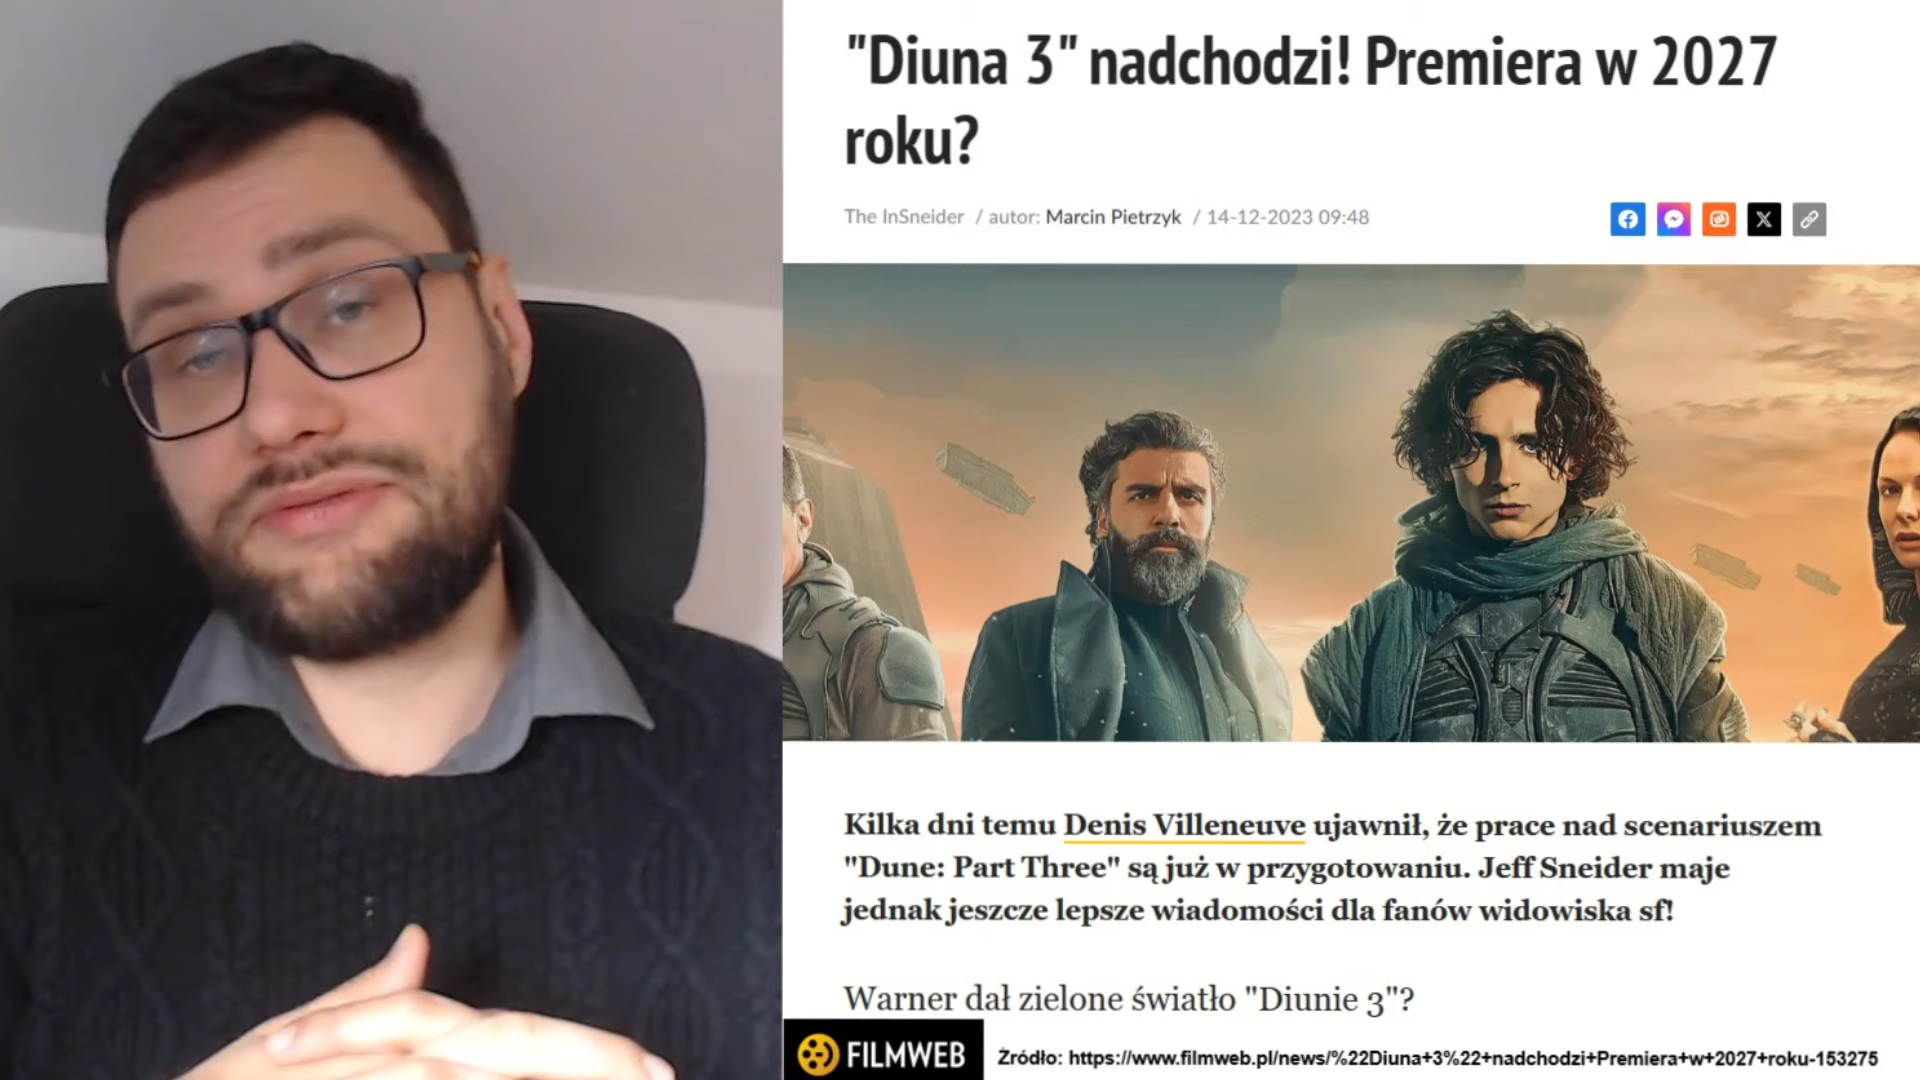 "Diuna 3" nadchodzi! Premiera w 2027
roku?
The InSneider / autor: Marcin Pietrzyk / 14-12-2023 09:48
Kilka dni temu Denis Villeneuve ujawnił, że prace nad scenariuszem
"Dune: Part Three" są już w przygotowaniu. Jeff Sneider maje
jednak jeszcze lepsze wiadomości dla fanów widowiska sf!
Warner dał zielone światło "Diunie 3"?
FILMWEB
Źródło: https://www.filmweb.pl/news/%22Diuna+3%22+nadchodzi+Premiera+w+2027+roku-153275